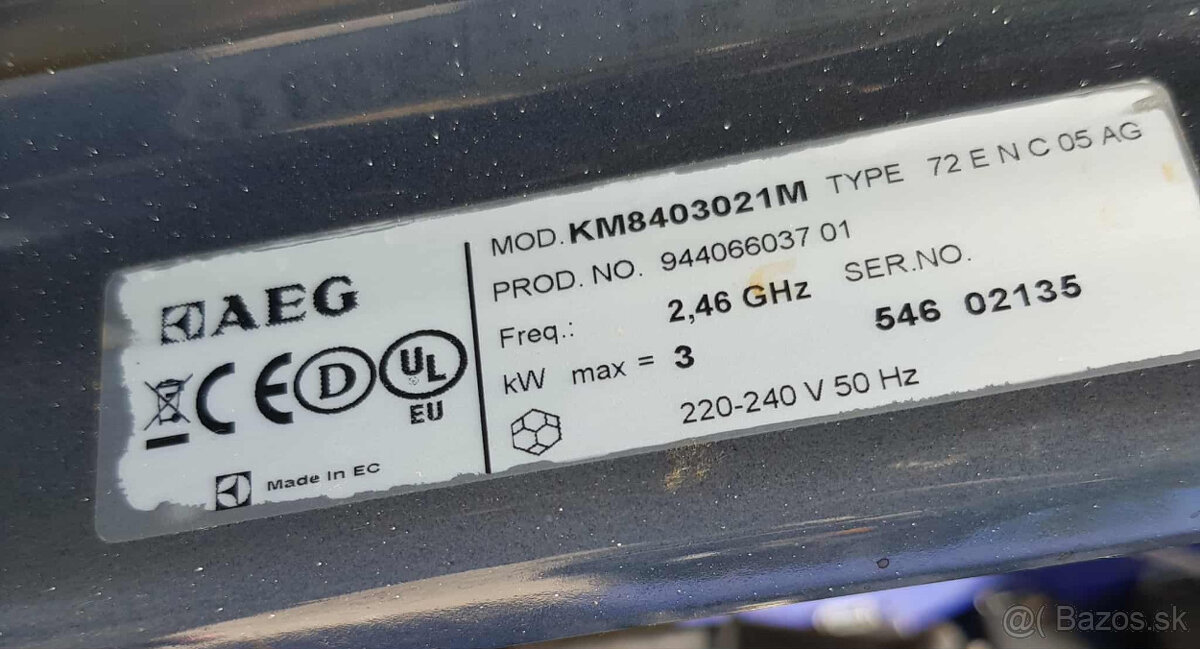 AEG
CE D UL
EU
Made In EC
MOD. KM8403021M TYPE 72 E N C 05 AG
PROD. NO. 944066037 01
Freq.: 2,46 GHz SER.NO.
kW max = 3 546 02135
220-240 V 50 Hz
@( Bazos.sk